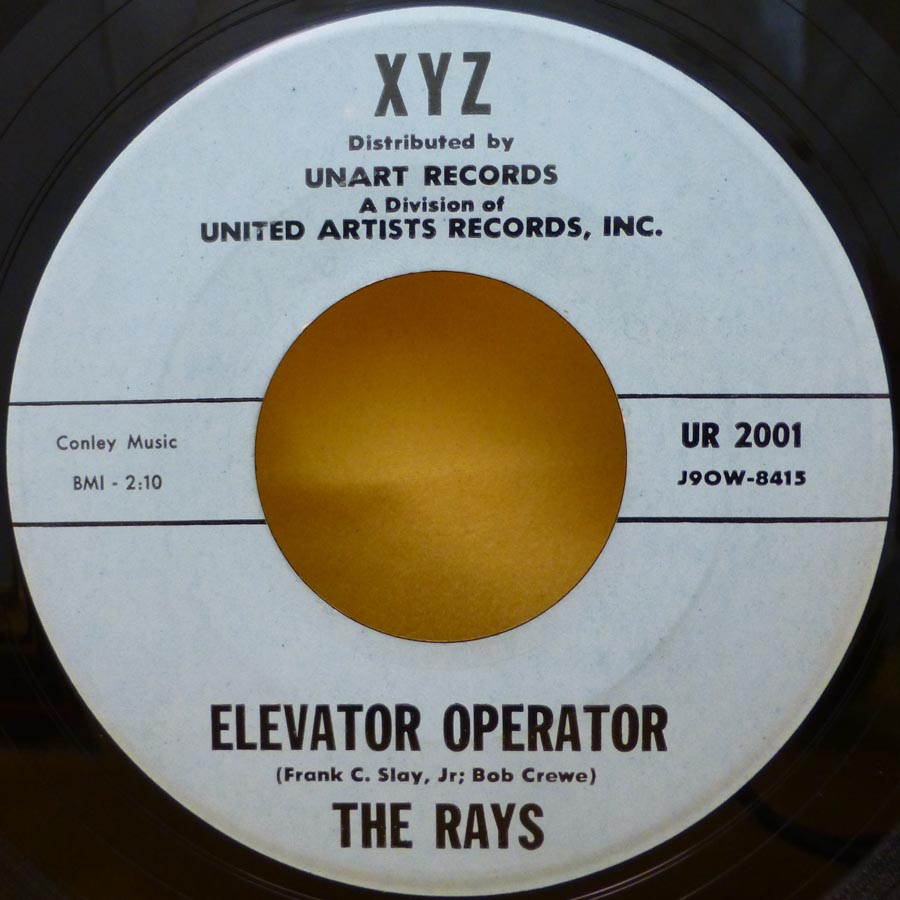 XYZ
Distributed by
UNART RECORDS
A Division of
UNITED ARTISTS RECORDS, INC.
Conley Music
BMI - 2:10
UR 2001
J9OW-8415
ELEVATOR OPERATOR
(Frank C. Slay, Jr; Bob Crewe)
THE RAYS